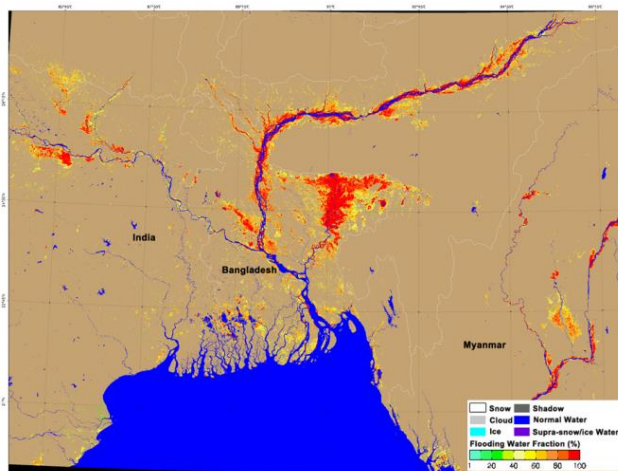 India
Bangladesh
Myanmar
Snow
Shadow
Cloud
Normal Water
Ice
Supra-snow/ice Water
Flooding Water Fraction (%)
1 20 40 60 80 100